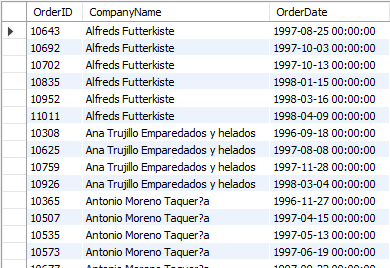 OrderID CompanyName OrderDate
10643 Alfreds Futterkiste 1997-08-25 00:00:00
10692 Alfreds Futterkiste 1997-10-03 00:00:00
10702 Alfreds Futterkiste 1997-10-13 00:00:00
10835 Alfreds Futterkiste 1998-01-15 00:00:00
10952 Alfreds Futterkiste 1998-03-16 00:00:00
11011 Alfreds Futterkiste 1998-04-09 00:00:00
10308 Ana Trujillo Emparedados y helados 1996-09-18 00:00:00
10625 Ana Trujillo Emparedados y helados 1997-08-08 00:00:00
10759 Ana Trujillo Emparedados y helados 1997-11-28 00:00:00
10926 Ana Trujillo Emparedados y helados 1998-03-04 00:00:00
10365 Antonio Moreno Taquer?a 1996-11-27 00:00:00
10507 Antonio Moreno Taquer?a 1997-04-15 00:00:00
10535 Antonio Moreno Taquer?a 1997-05-13 00:00:00
10573 Antonio Moreno Taquer?a 1997-06-19 00:00:00
Antonio Moreno Taquer?a